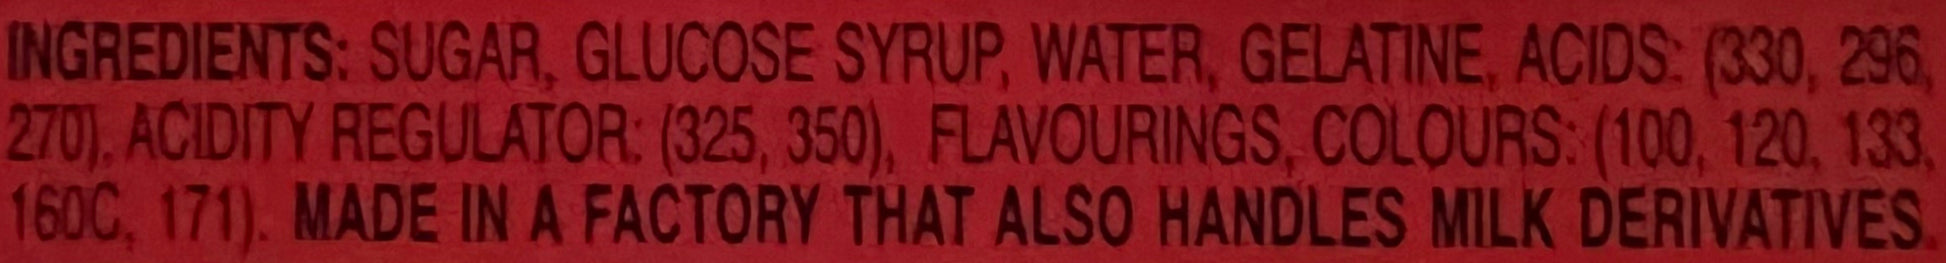 INGREDIENTS: SUGAR, GLUCOSE SYRUP, WATER, GELATINE, ACIDS: (330, 296,
270), ACIDITY REGULATOR: (325, 350), FLAVOURINGS, COLOURS: (100, 120, 133,
160C, 171). MADE IN A FACTORY THAT ALSO HANDLES MILK DERIVATIVES.